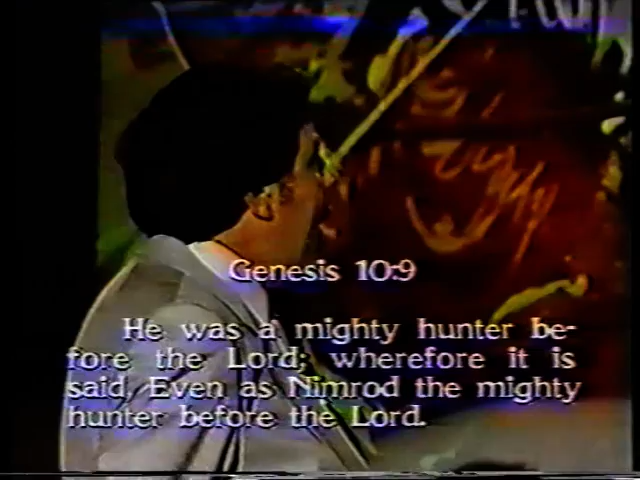 Genesis 10:9
He was a mighty hunter be-
fore the Lord; wherefore it is
said, Even as Nimrod the mighty
hunter before the Lord.